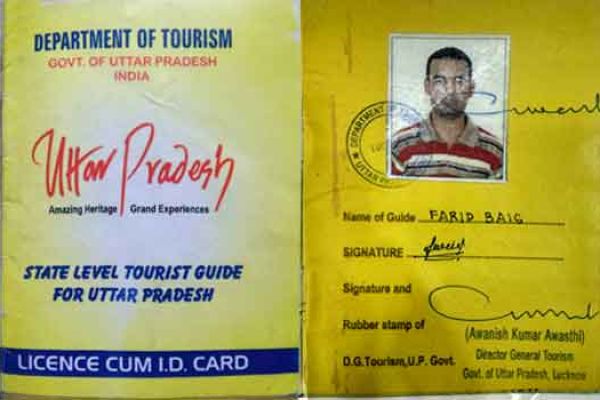 DEPARTMENT OF TOURISM
GOVT. OF UTTAR PRADESH
INDIA
Uttar Pradesh
Amazing Heritage | Grand Experiences
STATE LEVEL TOURIST GUIDE
FOR UTTAR PRADESH
LICENCE CUM I.D. CARD
DEPARTMENT
UTTAR
Name of Guide FARID BAIG
SIGNATURE
Signature and
Rubber stamp of
D.G.Tourism,U.P. Govt.
(Awanish Kumar Awasthi)
Director General Tourism
Govt. of Uttar Pradesh, Lucknow